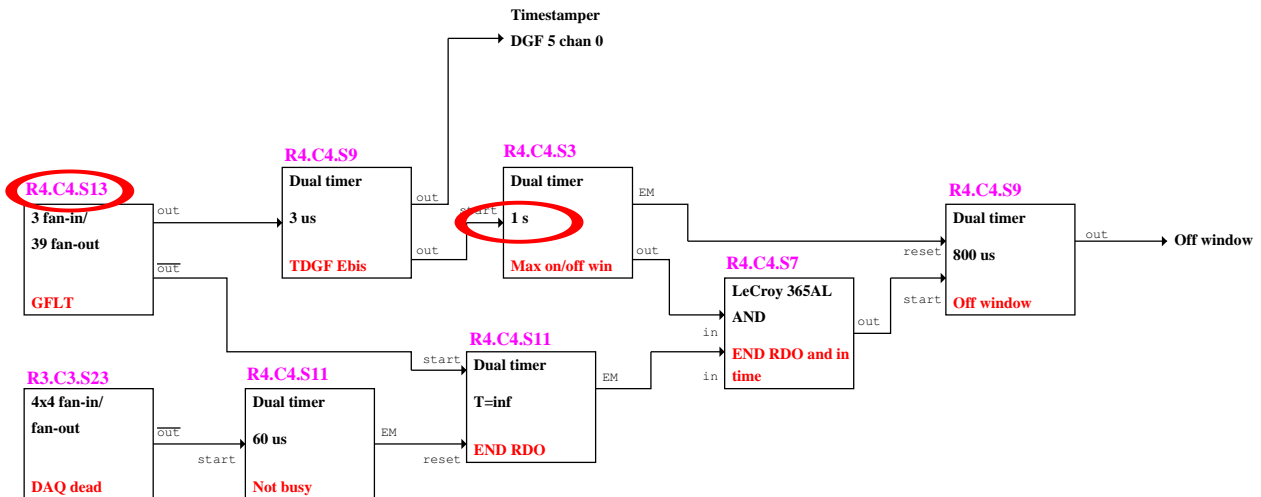 Timestamper
DGF 5 chan 0
R4.C4.S13
3 fan-in/
39 fan-out
GFLT
out
out
R4.C4.S9
Dual timer
3 us
TDGF Ebis
out
out
start
R4.C4.S3
Dual timer
1 s
Max on/off win
EM
out
R4.C4.S7
LeCroy 365AL
AND
END RDO and in
time
in
in
out
R4.C4.S9
Dual timer
800 us
Off window
reset
start
out
Off window
R3.C3.S23
4x4 fan-in/
fan-out
DAQ dead
out
start
R4.C4.S11
Dual timer
60 us
Not busy
EM
reset
start
R4.C4.S11
Dual timer
T=inf
END RDO
EM